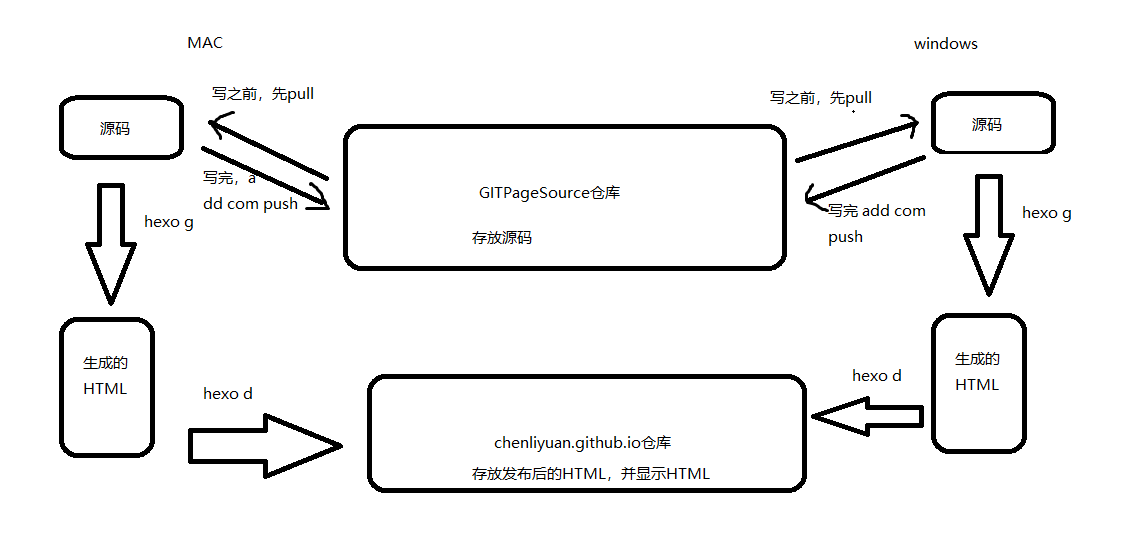 MAC
windows
写之前，先pull
写之前，先pull
源码
源码
写完，a
dd com push
GITPageSource仓库
存放源码
写完 add com
push
hexo g
hexo g
生成的
HTML
生成的
HTML
hexo d
hexo d
chenliyuan.github.io仓库
存放发布后的HTML，并显示HTML